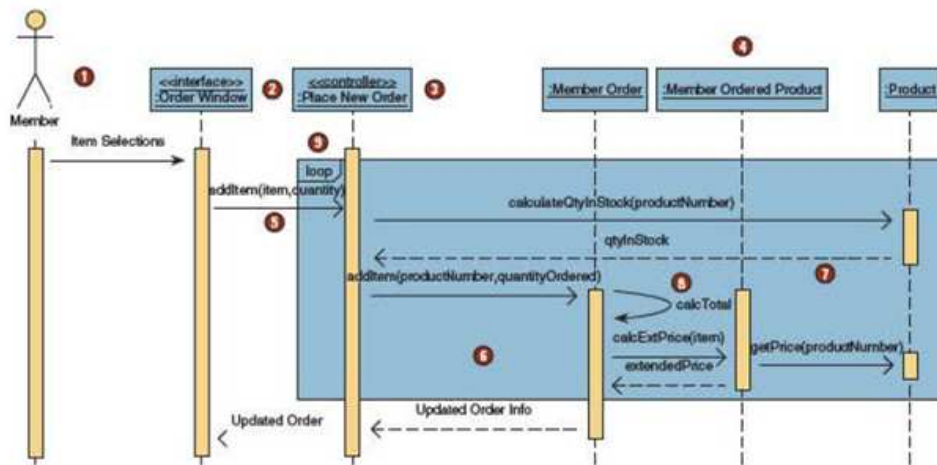 4
1
<<interface>>
:Order Window
2
<<controller>>
:Place New Order
3
:Member Order
:Member Ordered Product
:Product
Member
Item Selections
9
loop
addItem(item,quantity)
5
calculateQtyInStock(productNumber)
qtyInStock
addItem(productNumber,quantityOrdered)
8
7
calcTotal
calcExtPrice(item)
getPrice(productNumber)
6
extendedPrice
Updated Order Info
Updated Order